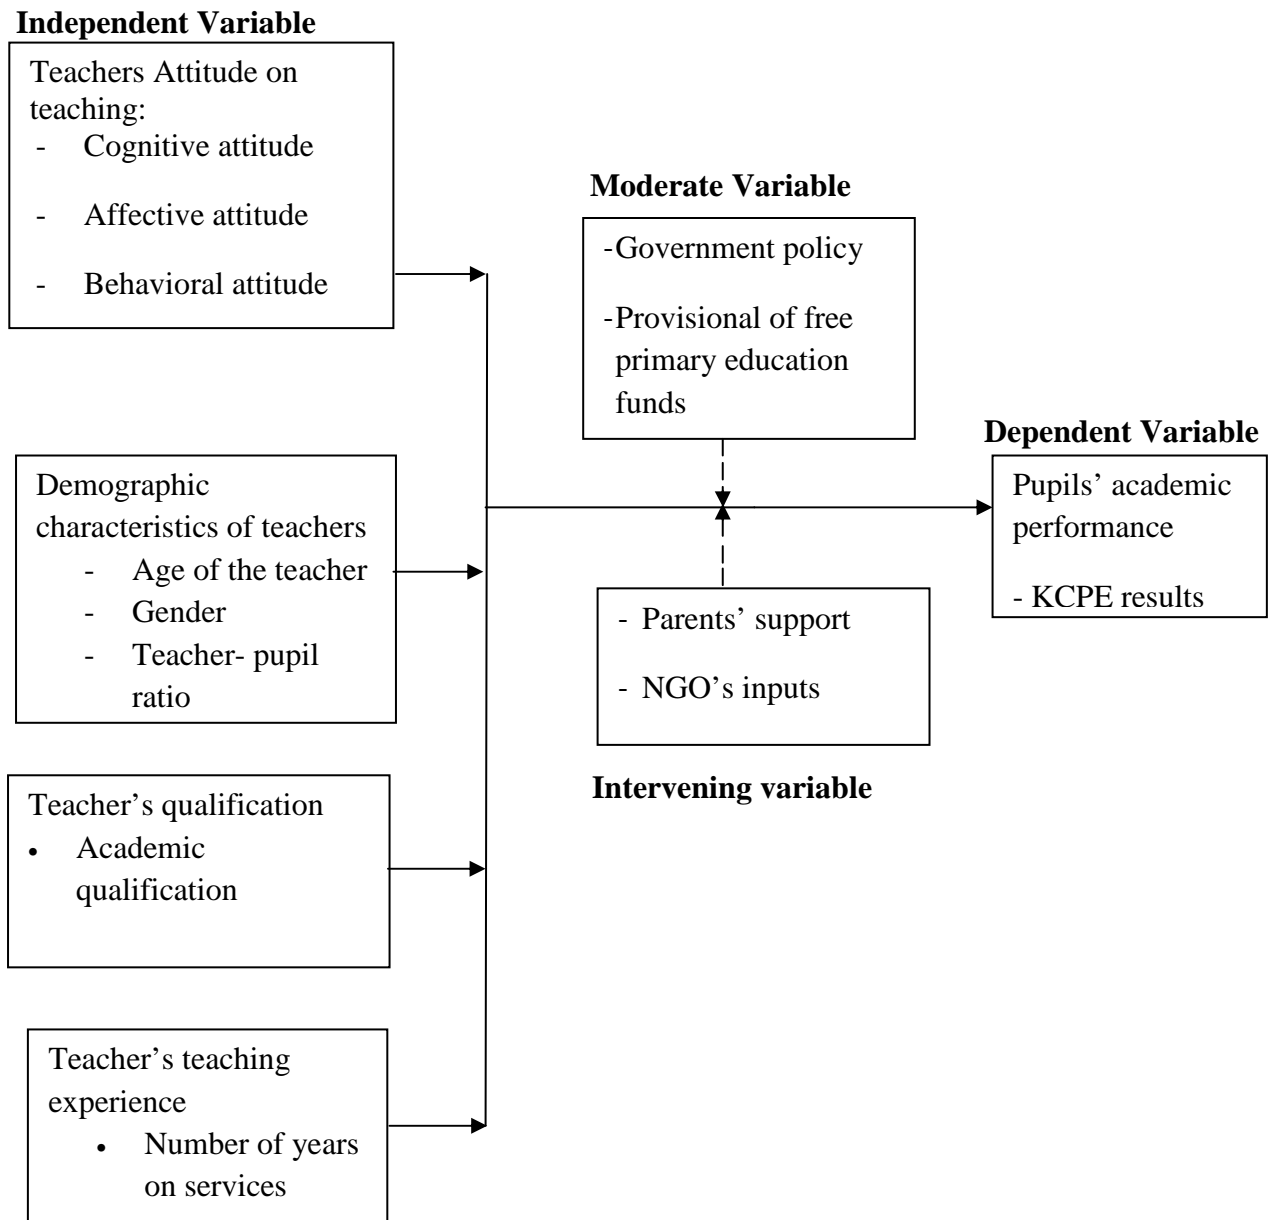 Independent Variable
Teachers Attitude on
teaching:
- Cognitive attitude
- Affective attitude
- Behavioral attitude
Demographic
characteristics of teachers
- Age of the teacher
- Gender
- Teacher- pupil
ratio
Teacher’s qualification
• Academic
qualification
Teacher’s teaching
experience
• Number of years
on services
Moderate Variable
-Government policy
-Provisional of free
primary education
funds
- Parents’ support
- NGO’s inputs
Intervening variable
Dependent Variable
Pupils’ academic
performance
- KCPE results